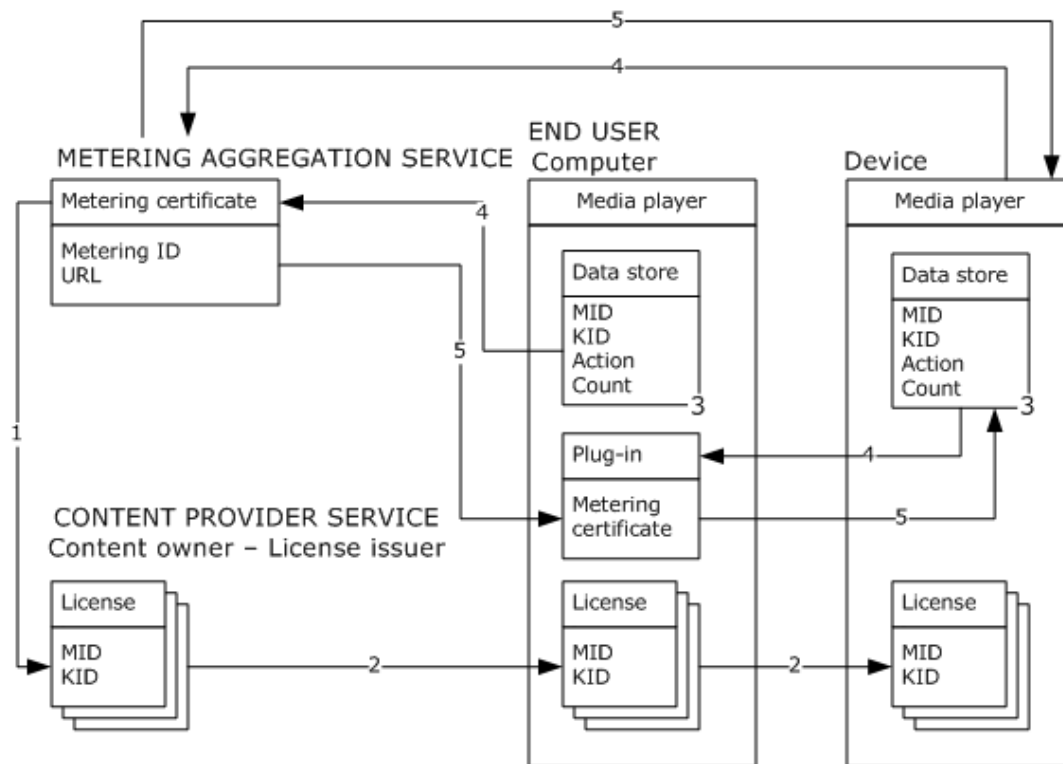 5
4
END USER
METERING AGGREGATION SERVICE
Computer
Device
Metering certificate
Metering ID
URL
4
Media player
Media player
Data store
MID
KID
Action
Count
3
Data store
MID
KID
Action
Count
3
5
1
Plug-in
Metering
certificate
4
5
CONTENT PROVIDER SERVICE
Content owner – License issuer
License
MID
KID
2
License
MID
KID
2
License
MID
KID